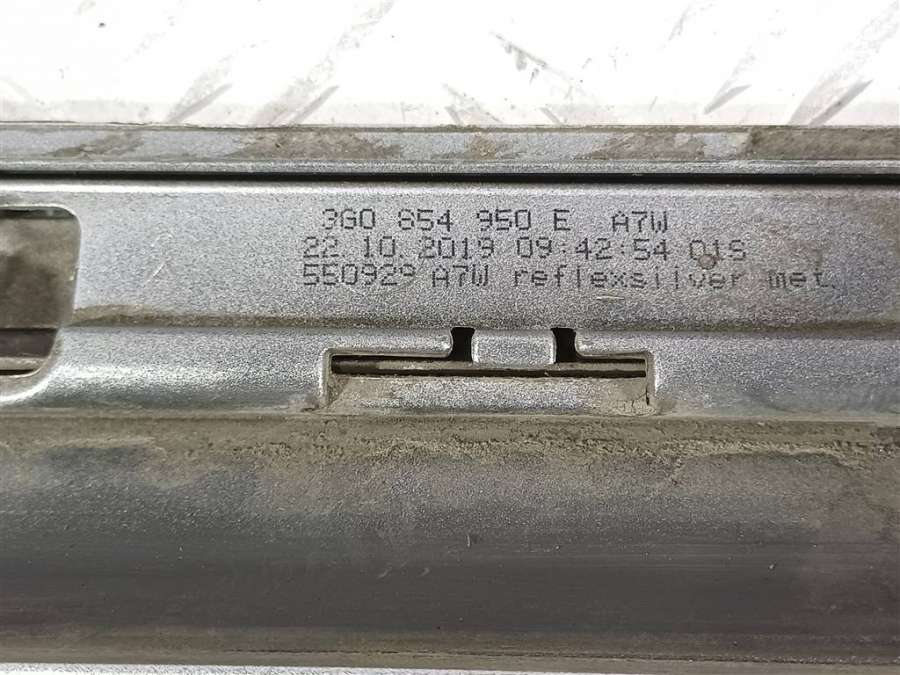 3G0 854 950 E A7W
22.10.2019 09:42:54 01S
550929 A7W reflexsilver met.